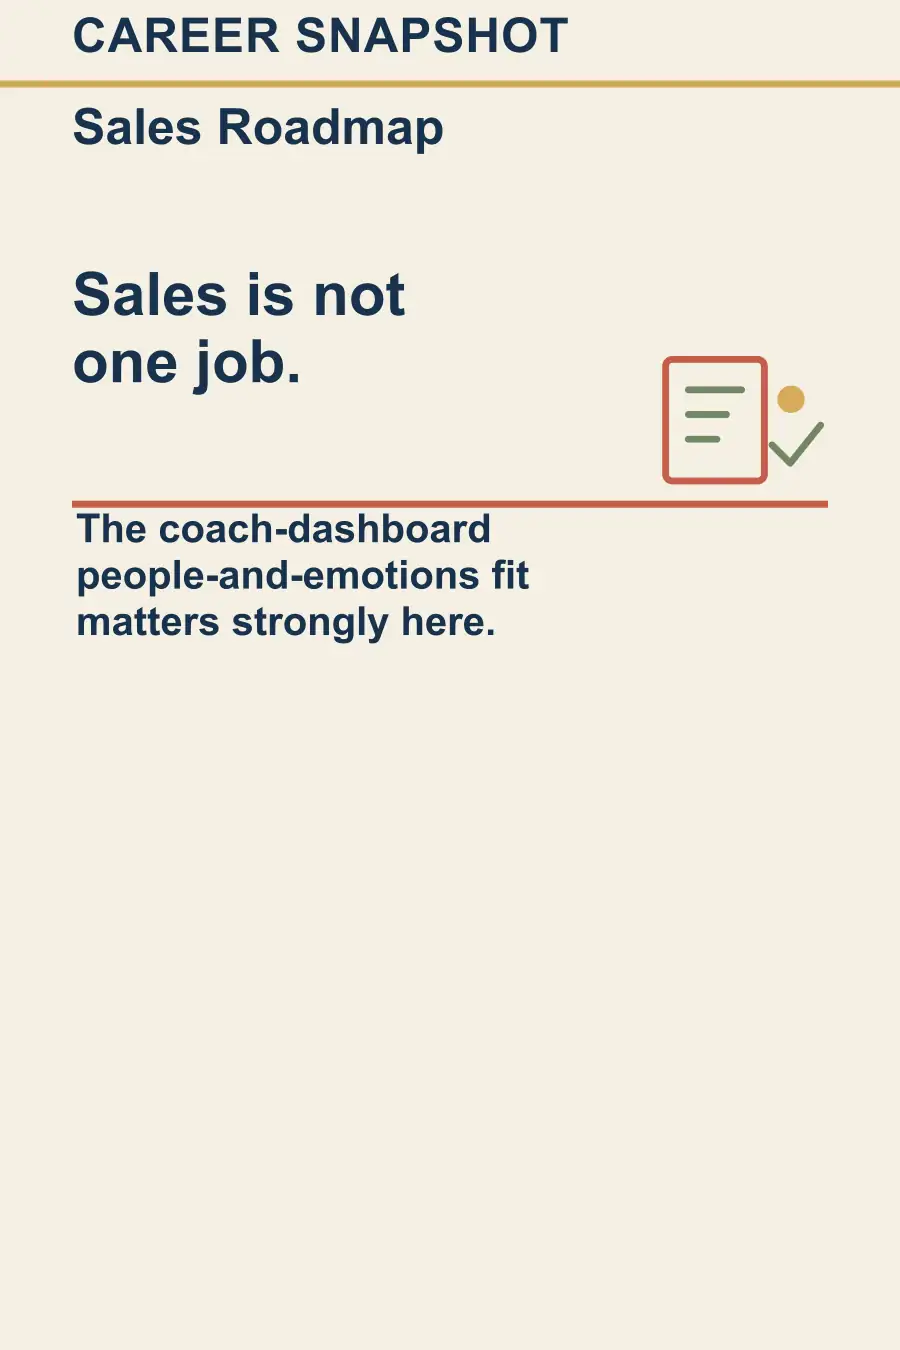 CAREER SNAPSHOT
Sales Roadmap
Sales is not
one job.
The coach-dashboard
people-and-emotions fit
matters strongly here.